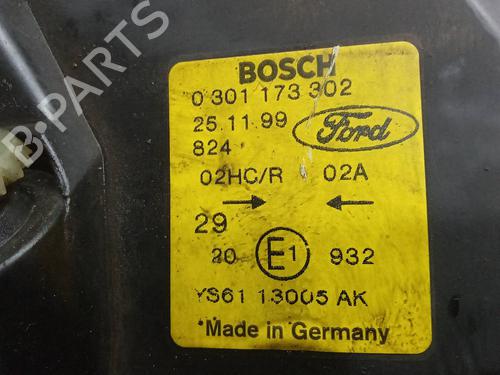 BOSCH
0 301 173 302
25.11.99
Ford
824
02HC/R 02A
29
20 E1 932
YS61 13005 AK
Made in Germany
B-PARTS